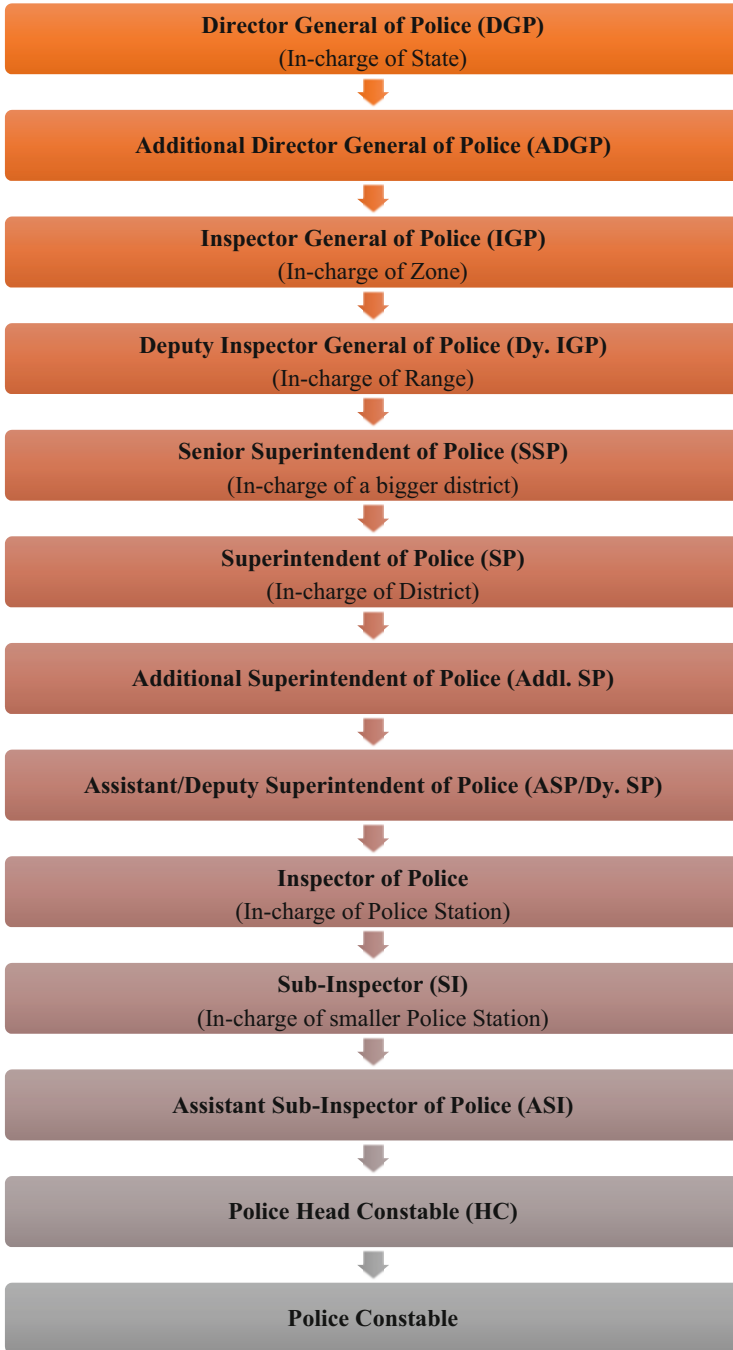 Director General of Police (DGP)
(In-charge of State)
Additional Director General of Police (ADGP)
Inspector General of Police (IGP)
(In-charge of Zone)
Deputy Inspector General of Police (Dy. IGP)
(In-charge of Range)
Senior Superintendent of Police (SSP)
(In-charge of a bigger district)
Superintendent of Police (SP)
(In-charge of District)
Additional Superintendent of Police (Addl. SP)
Assistant/Deputy Superintendent of Police (ASP/Dy. SP)
Inspector of Police
(In-charge of Police Station)
Sub-Inspector (SI)
(In-charge of smaller Police Station)
Assistant Sub-Inspector of Police (ASI)
Police Head Constable (HC)
Police Constable